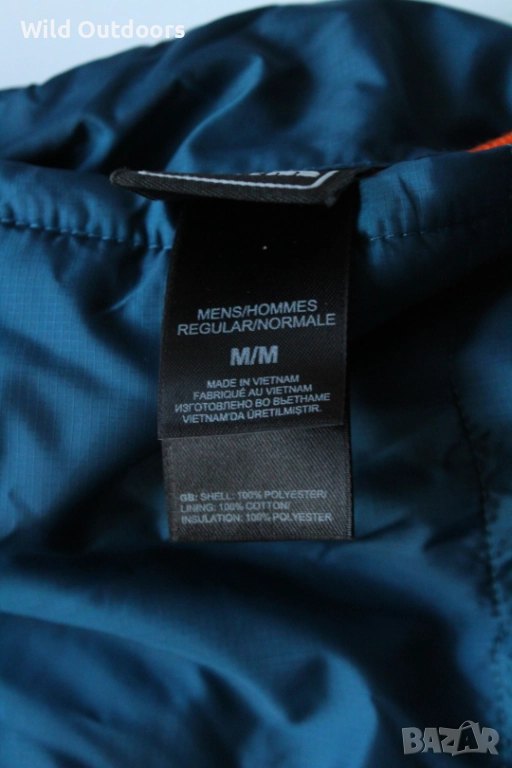 Wild Outdoors
MENS/HOMMES
REGULAR/NORMALE
M/M
MADE IN VIETNAM
FABRIQUÉ AU VIETNAM
ИЗГОТОВЛЕНО ВО ВЬЕТНАМЕ
VIETNAM'DA ÜRETILMIŞTIR.
GB: SHELL: 100% POLYESTER/
LINING: 100% COTTON/
INSULATION: 100% POLYESTER
BAZAR